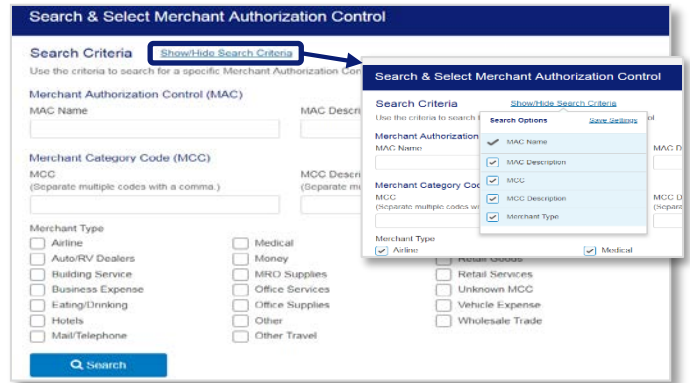 Search & Select Merchant Authorization Control
Search Criteria Show/Hide Search Criteria
Use the criteria to search for a specific Merchant Authorization Con
Merchant Authorization Control (MAC)
MAC Name MAC Descri
Merchant Category Code (MCC)
MCC MCC Descri
(Separate multiple codes with a comma.) (Separate mu
Merchant Type
Airline Medical
Auto/RV Dealers Money Retail Goods
Building Service MRO Supplies Retail Services
Business Expense Office Services Unknown MCC
Eating/Drinking Office Supplies Vehicle Expense
Hotels Other Wholesale Trade
Mail/Telephone Other Travel
Search
Search & Select Merchant Authorization Control
Search Criteria Show/Hide Search Criteria
Use the criteria to search ol
Search Options Save Settings
Merchant Authorization
MAC Name MAC D
MAC Name
MAC Description
MCC
MCC Description
Merchant Type
Merchant Category Co
MCC MCC D
(Separate multiple codes wi (Separa
Merchant Type
Airline Medical